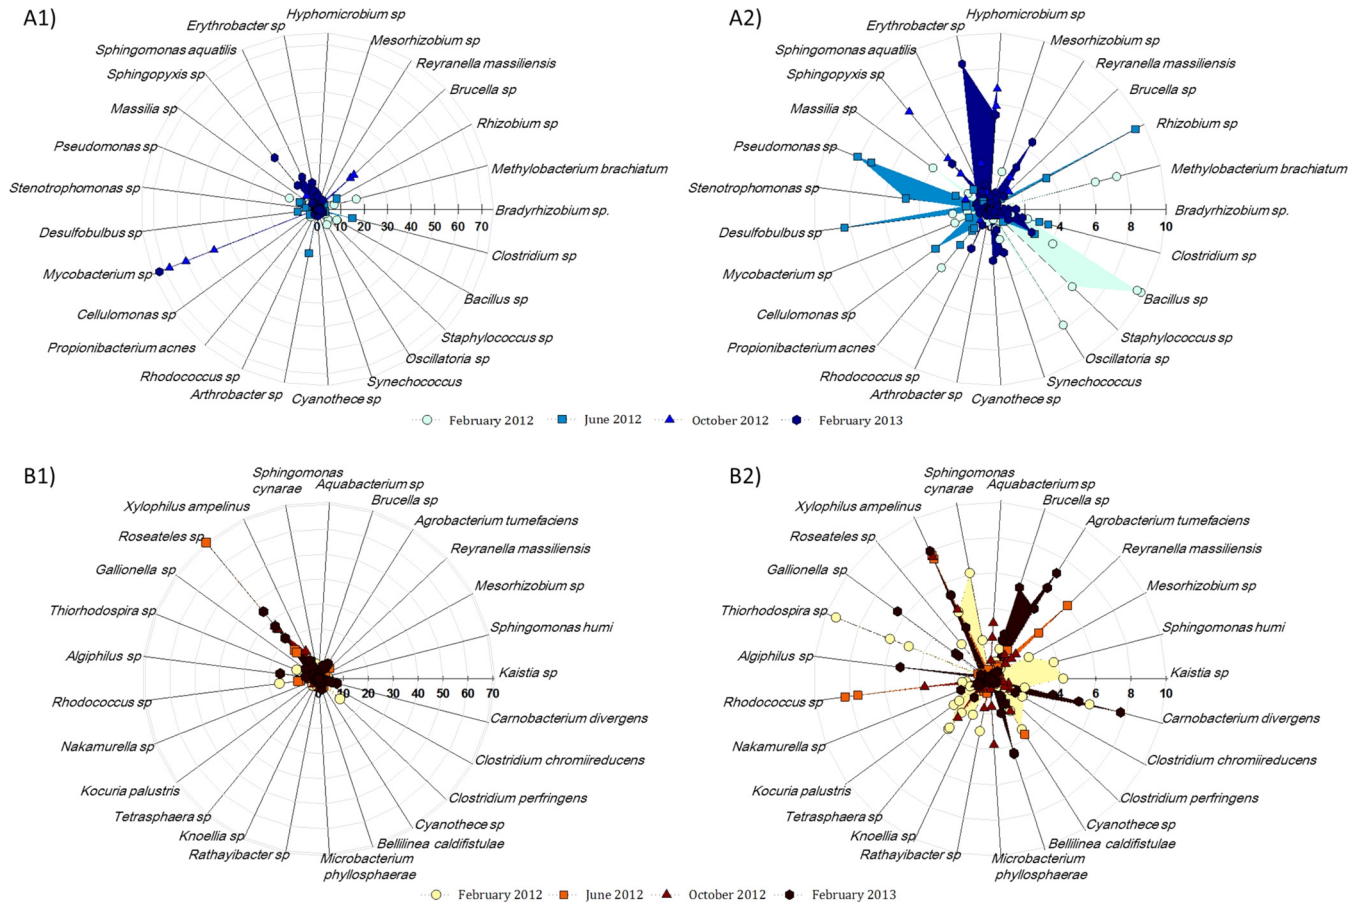 A1)
Hyphomicrobium sp
Erythrobacter sp
Mesorhizobium sp
Sphingomonas aquatilis
Reyranella massiliensis
Sphingopyxis sp
Brucella sp
Massilia sp
Rhizobium sp
Pseudomonas sp
Methylobacterium brachiatum
Stenotrophomonas sp
0 10 20 30 40 50 60 70
Desulfobulbus sp
Clostridium sp
Mycobacterium sp
Bacillus sp
Cellulomonas sp
Staphylococcus sp
Propionibacterium acnes
Oscillatoria sp
Rhodococcus sp
Synechococcus
Arthrobacter sp
Cyanothece sp
A2)
Hyphomicrobium sp
Erythrobacter sp
Mesorhizobium sp
Sphingomonas aquatilis
Reyranella massiliensis
Sphingopyxis sp
Brucella sp
Massilia sp
Rhizobium sp
Pseudomonas sp
Methylobacterium brachiatum
Stenotrophomonas sp
Bradyrhizobium sp.
4 6 8 10
Desulfobulbus sp
Clostridium sp
Mycobacterium sp
Bacillus sp
Cellulomonas sp
Staphylococcus sp
Propionibacterium acnes
Oscillatoria sp
Rhodococcus sp
Synechococcus
Arthrobacter sp
Cyanothece sp
February 2012 June 2012 October 2012 February 2013
B1)
Sphingomonas
cynarae
Aquabacterium sp
Xylophilus ampelinus
Brucella sp
Roseateles sp
Agrobacterium tumefaciens
Gallionella sp
Reyranella massiliensis
Thiorhodospira sp
Mesorhizobium sp
Algiphilus sp
Sphingomonas humi
Kaistia sp
0 10 20 30 40 50 60 70
Rhodococcus sp
Carnobacterium divergens
Nakamurella sp
Clostridium chromiireducens
Kocuria palustris
Clostridium perfringens
Tetrasphaera sp
Cyanothece sp
Knoellia sp
Bellilinea caldifistulae
Rathayibacter sp
Microbacterium
phyllosphaerae
B2)
Sphingomonas
cynarae
Aquabacterium sp
Xylophilus ampelinus
Brucella sp
Roseateles sp
Agrobacterium tumefaciens
Gallionella sp
Reyranella massiliensis
Thiorhodospira sp
Mesorhizobium sp
Algiphilus sp
Sphingomonas humi
Kaistia sp
4 6 8 10
Rhodococcus sp
Carnobacterium divergens
Nakamurella sp
Clostridium chromiireducens
Kocuria palustris
Clostridium perfringens
Tetrasphaera sp
Cyanothece sp
Knoellia sp
Bellilinea caldifistulae
Rathayibacter sp
Microbacterium
phyllosphaerae
February 2012 June 2012 October 2012 February 2013